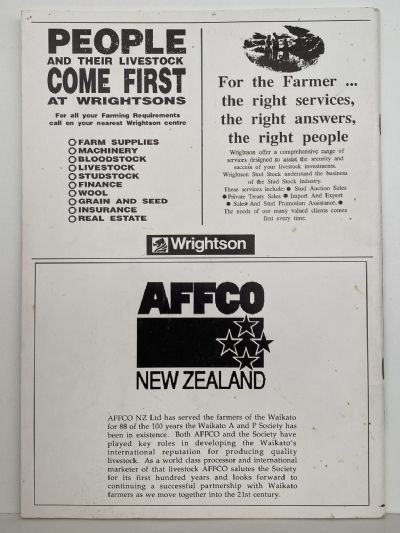 PEOPLE
AND THEIR LIVESTOCK
COME FIRST
AT WRIGHTSONS
For all your Farming Requirements
call on your nearest Wrightson centre
FARM SUPPLIES
MACHINERY
BLOODSTOCK
LIVESTOCK
STUDSTOCK
FINANCE
WOOL
GRAIN AND SEED
INSURANCE
REAL ESTATE
For the Farmer ...
the right services,
the right answers,
the right people
Wrightson offer a comprehensive range of
services designed to assist the security and
success of your livestock investments.
Wrightson Stud Stock understand the business
of the Stud Stock industry.
These services include: ● Stud Auction Sales
● Private Treaty Sales ● Import And Export
● Sales And Stud Promotion Assistance. ●
The needs of our many valued clients comes
first every time.
Wrightson
AFFCO
NEW ZEALAND
AFFCO NZ Ltd has served the farmers of the Waikato
for 88 of the 100 years the Waikato A and P Society has
been in existence. Both AFFCO and the Society have
played key roles in developing the Waikato's
international reputation for producing quality
livestock. As a world class processor and international
marketer of that livestock AFFCO salutes the Society
for its first hundred years and looks forward to
continuing a successful partnership with Waikato
farmers as we move together into the 21st century.